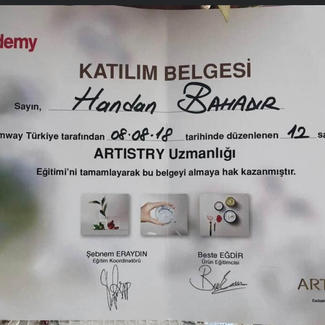 demy
KATILIM BELGESİ
Sayın, Handan BAHADIR
mway Türkiye tarafından 08.08.18 tarihinde düzenlenen 12 sa
ARTISTRY Uzmanlığı
Eğitimi'ni tamamlayarak bu belgeyi almaya hak kazanmıştır.
Şebnem ERAYDIN
Eğitim Koordinatörü
Beste EĞDİR
Ürün Eğitimcisi
ART